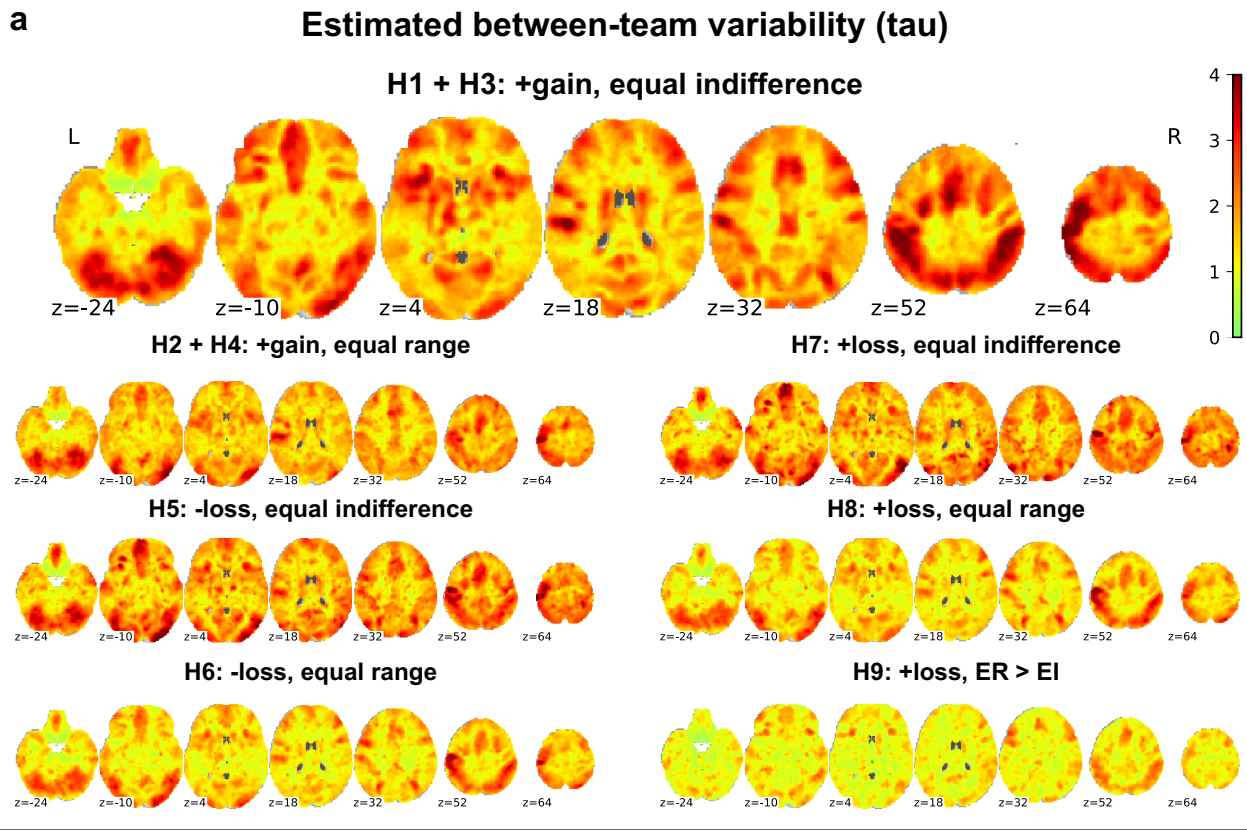 a
Estimated between-team variability (tau)
H1 + H3: +gain, equal indifference
L
R
4
3
2
1
0
z=-24 z=-10 z=4 z=18 z=32 z=52 z=64
H2 + H4: +gain, equal range
z=-24 z=-10 z=4 z=18 z=32 z=52 z=64
H7: +loss, equal indifference
z=-24 z=-10 z=4 z=18 z=32 z=52 z=64
H5: -loss, equal indifference
z=-24 z=-10 z=4 z=18 z=32 z=52 z=64
H8: +loss, equal range
z=-24 z=-10 z=4 z=18 z=32 z=52 z=64
H6: -loss, equal range
z=-24 z=-10 z=4 z=18 z=32 z=52 z=64
H9: +loss, ER > EI
z=-24 z=-10 z=4 z=18 z=32 z=52 z=64